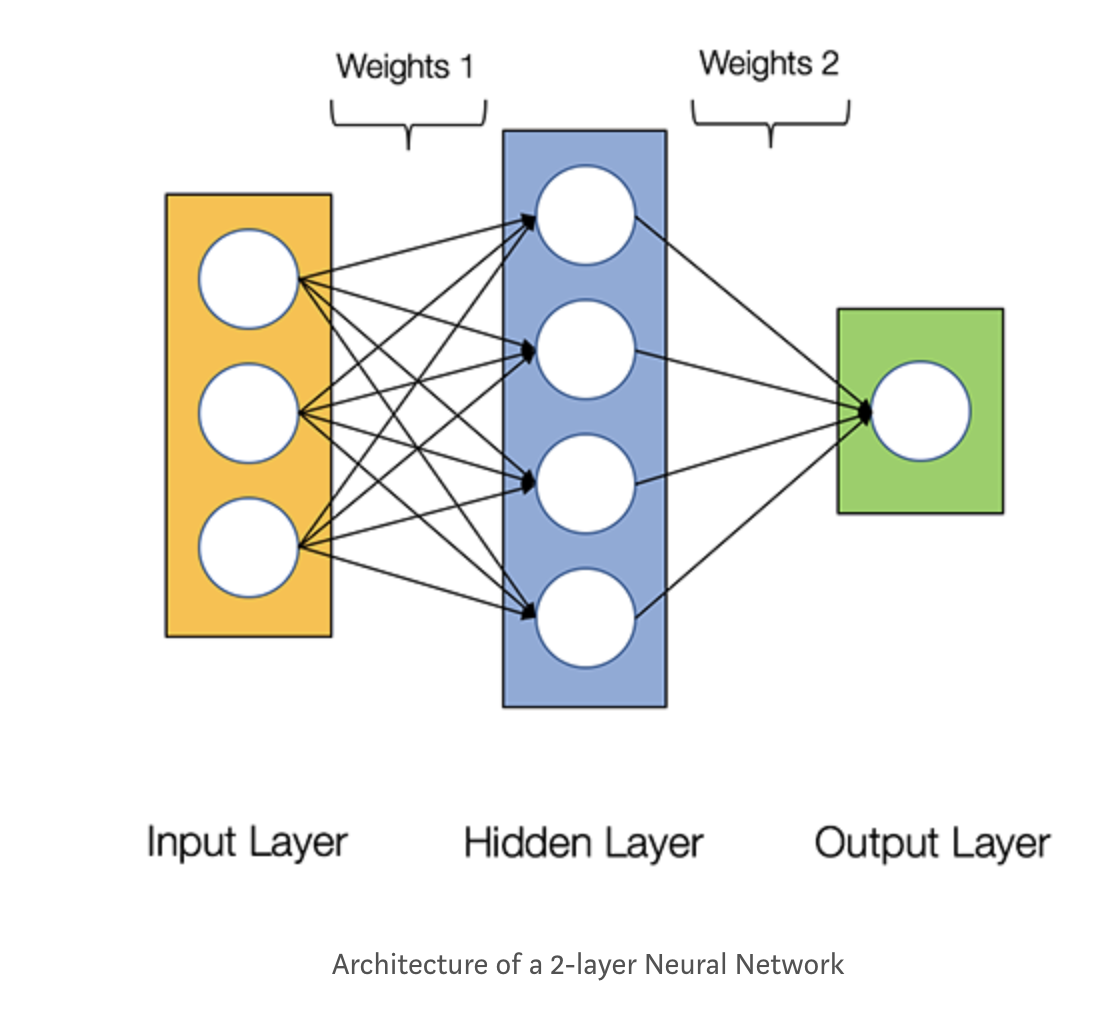 Weights 1
Weights 2
Input Layer
Hidden Layer
Output Layer
Architecture of a 2-layer Neural Network